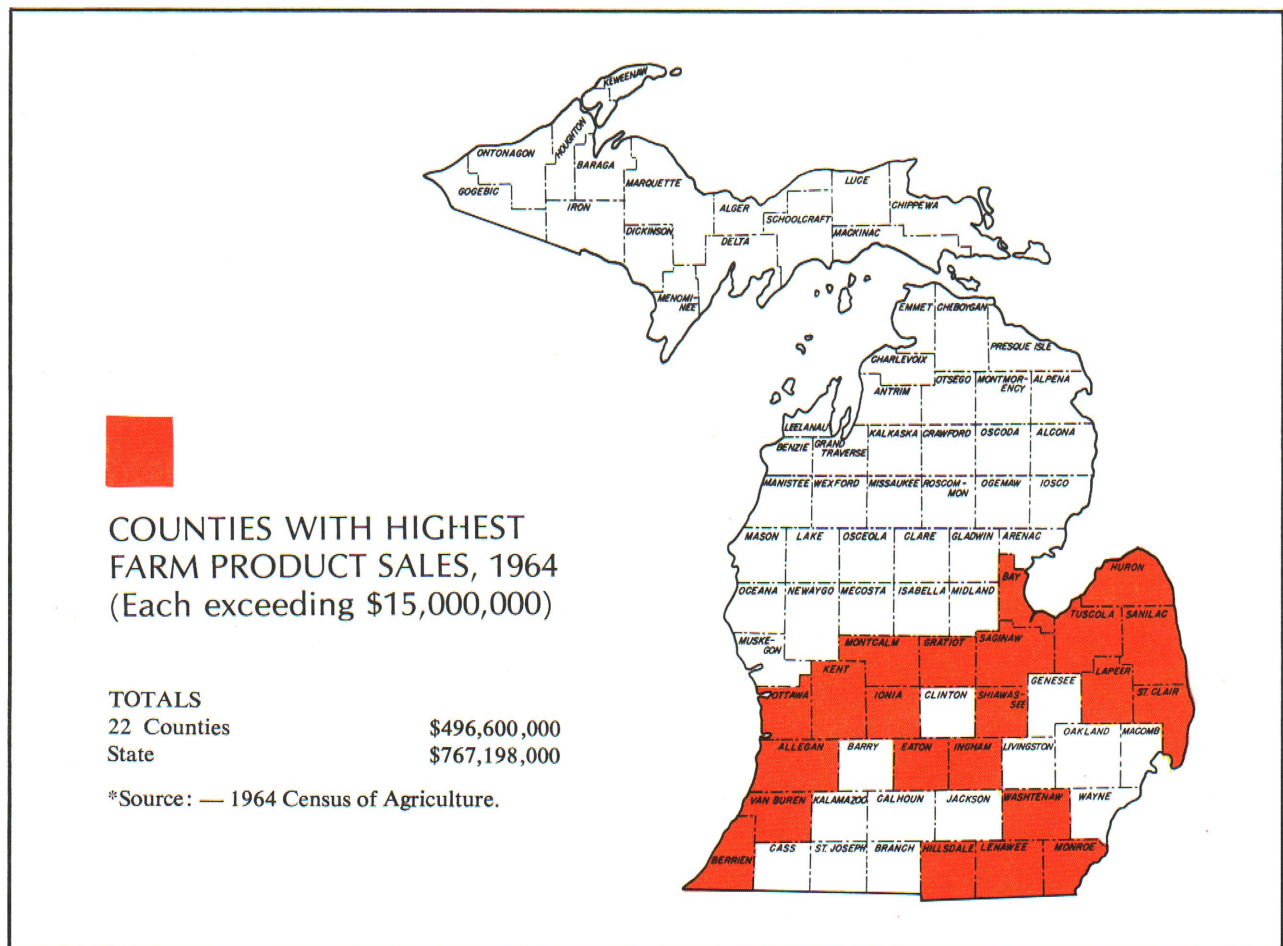 KEWEENAW
HOUGHTON
ONTONAGON
BARAGA
GOGEBIC
MARQUETTE
IRON
LUCE
ALGER
CHIPPEWA
SCHOOLCRAFT
DICKINSON
DELTA
MACKINAC
MENOMI-
NEE
EMMET CHEBOYGAN
PRESQUE ISLE
CHARLEVOIX
ANTRIM
OTSEGO MONTMOR-
ENCY
ALPENA
LEELANAU
BENZIE GRAND
TRAVERSE
KALKASKA CRAWFORD OSCODA ALCONA
MANISTEE WEXFORD MISSAUKEE ROSCOM-
MON
OGEMAW IOSCO
MASON LAKE OSCEOLA CLARE GLADWIN ARENAC
BAY HURON
OCEANA NEWAYGO MECOSTA ISABELLA MIDLAND
TUSCOLA SANILAC
MUSKE-
GON
MONTCALM GRATIOT SAGINAW
KENT
LAPEER
GENESEE
OTTAWA IONIA CLINTON SHIAWAS-
SEE
ST. CLAIR
OAKLAND MACOMB
ALLEGAN BARRY EATON INGHAM LIVINGSTON
VAN BUREN KALAMAZOO CALHOUN JACKSON WASHTENAW WAYNE
BERRIEN CASS ST. JOSEPH BRANCH HILLSDALE LENAWEE MONROE
COUNTIES WITH HIGHEST
FARM PRODUCT SALES, 1964
(Each exceeding $15,000,000)
TOTALS
22 Counties $496,600,000
State $767,198,000
*Source: — 1964 Census of Agriculture.